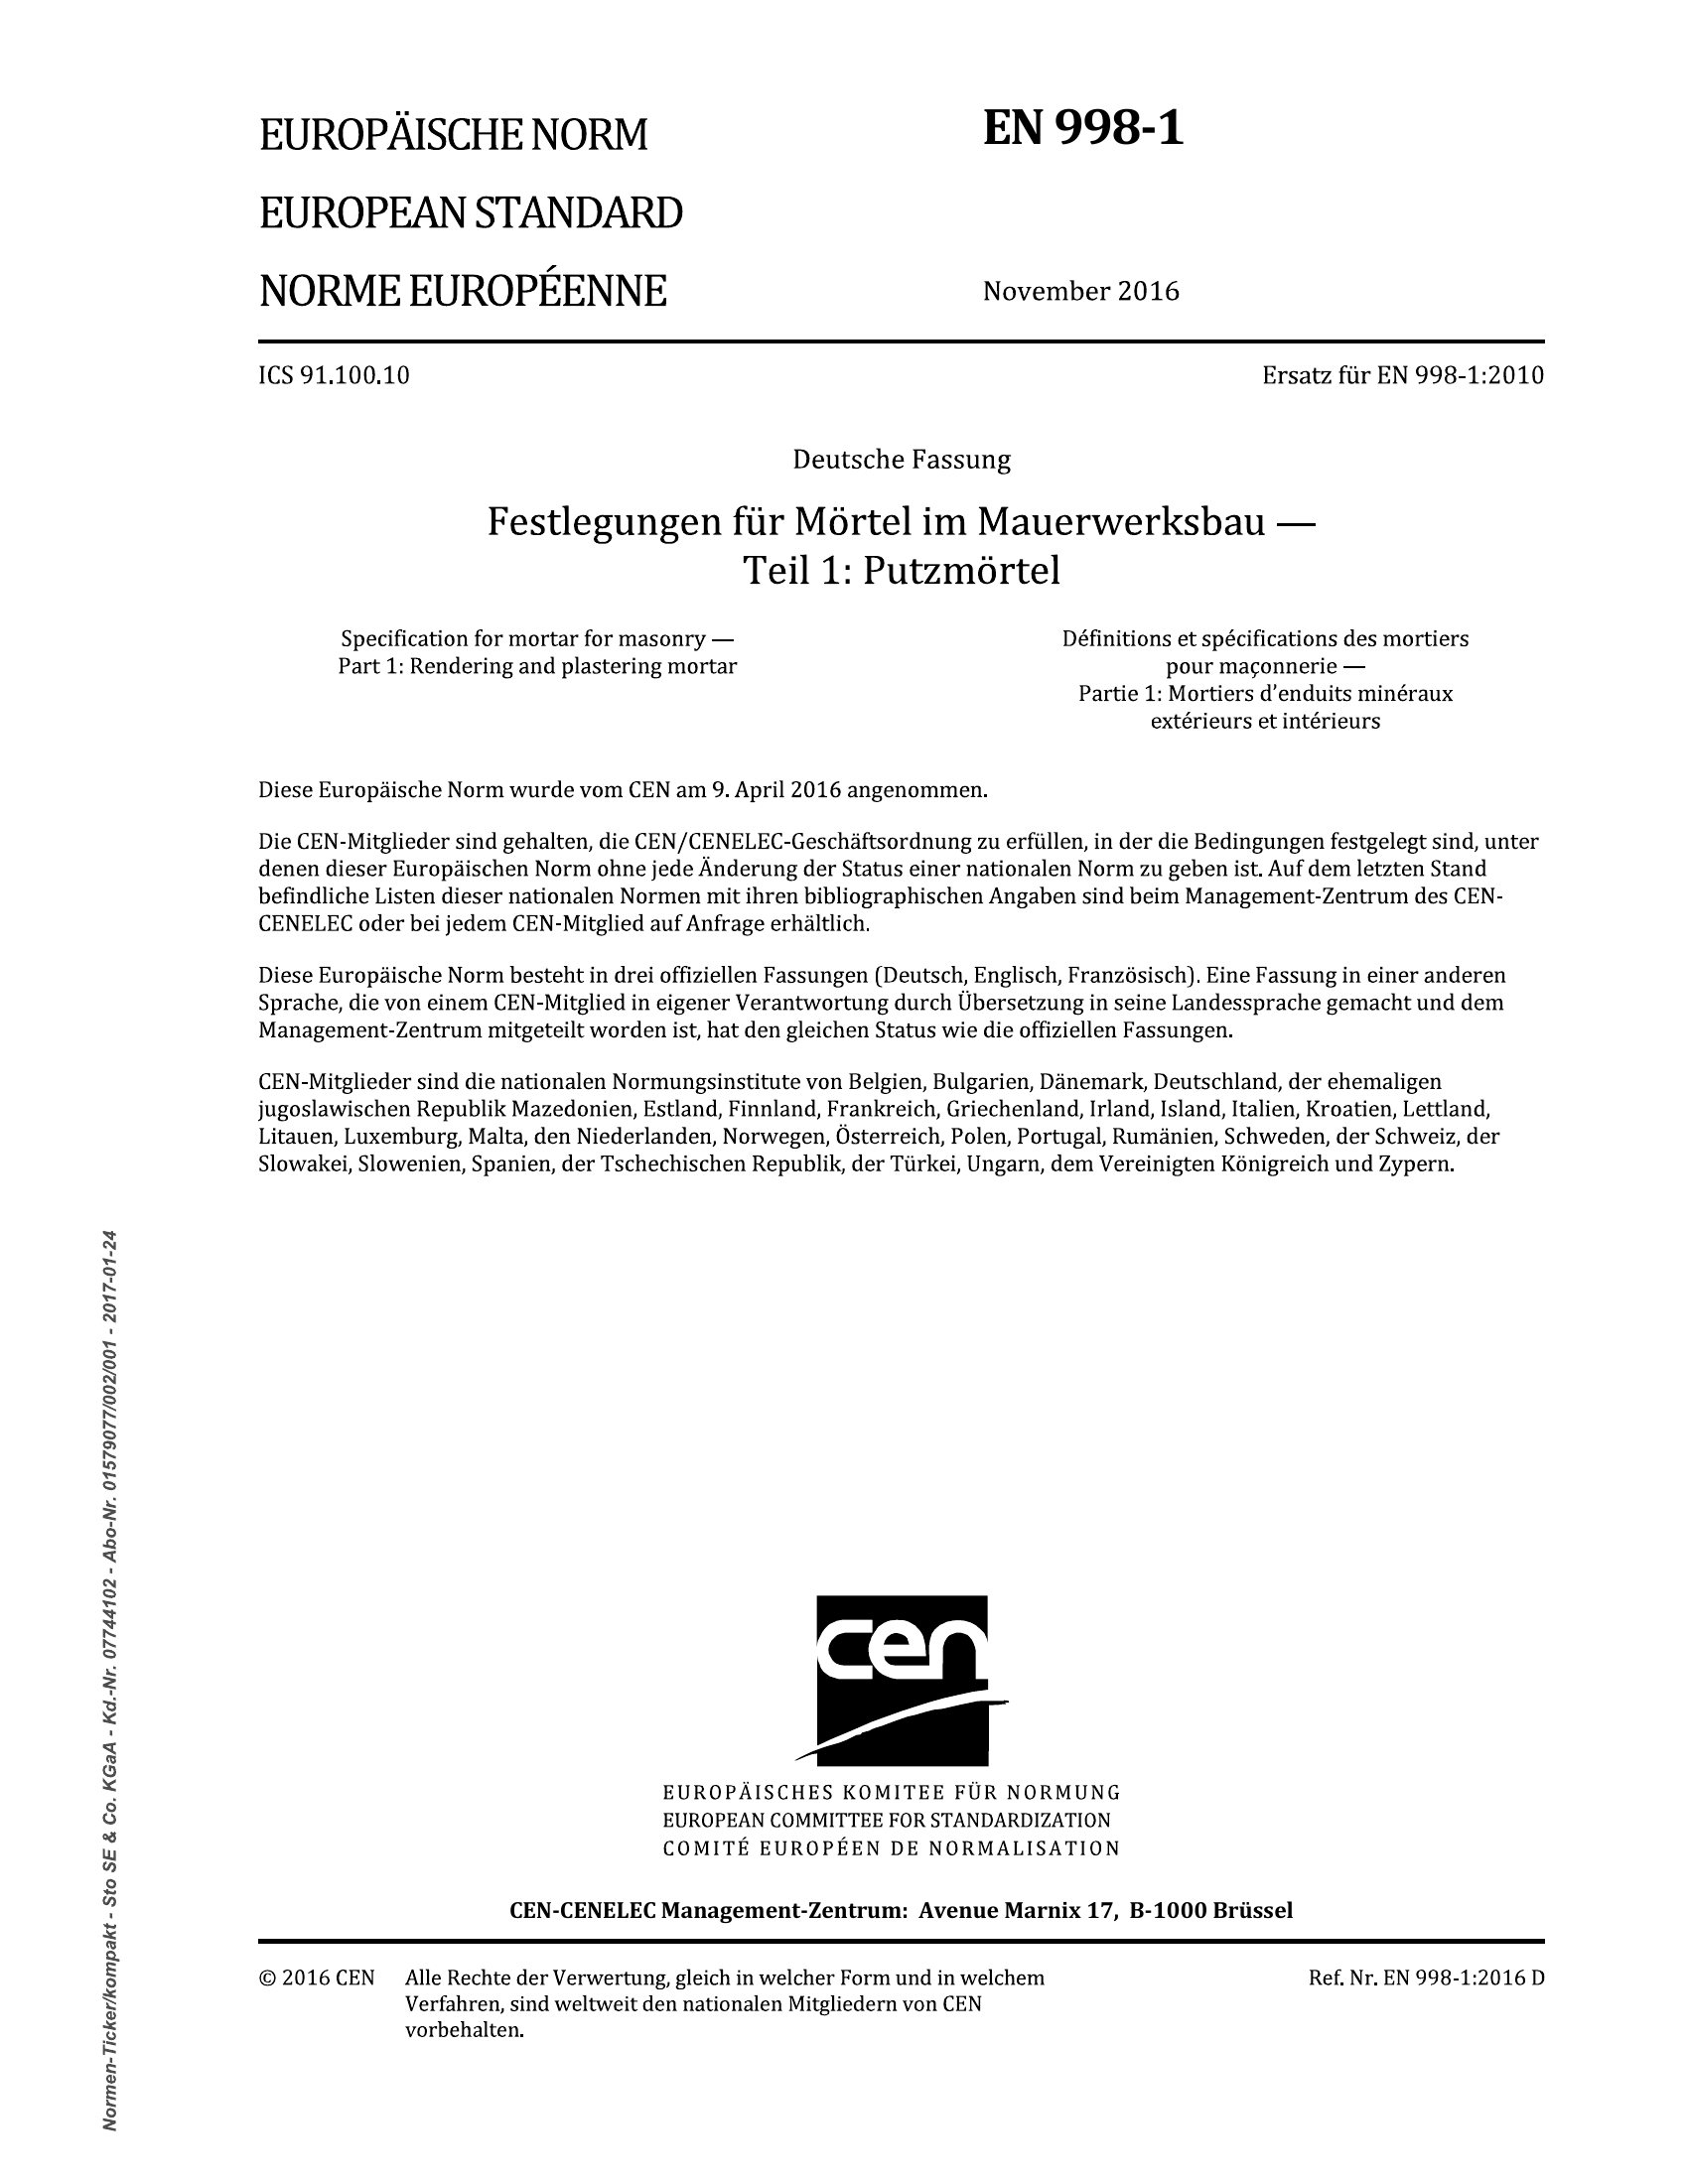 EUROPÄISCHE NORM
EN 998-1
EUROPEAN STANDARD
NORME EUROPÉENNE
November 2016
ICS 91.100.10
Ersatz für EN 998-1:2010
Deutsche Fassung
Festlegungen für Mörtel im Mauerwerksbau —
Teil 1: Putzmörtel
Specification for mortar for masonry —
Part 1: Rendering and plastering mortar
Définitions et spécifications des mortiers
pour maçonnerie —
Partie 1: Mortiers d’enduits minéraux
extérieurs et intérieurs
Diese Europäische Norm wurde vom CEN am 9. April 2016 angenommen.
Die CEN-Mitglieder sind gehalten, die CEN/CENELEC-Geschäftsordnung zu erfüllen, in der die Bedingungen festgelegt sind, unter
denen dieser Europäischen Norm ohne jede Änderung der Status einer nationalen Norm zu geben ist. Auf dem letzten Stand
befindliche Listen dieser nationalen Normen mit ihren bibliographischen Angaben sind beim Management-Zentrum des CEN-
CENELEC oder bei jedem CEN-Mitglied auf Anfrage erhältlich.
Diese Europäische Norm besteht in drei offiziellen Fassungen (Deutsch, Englisch, Französisch). Eine Fassung in einer anderen
Sprache, die von einem CEN-Mitglied in eigener Verantwortung durch Übersetzung in seine Landessprache gemacht und dem
Management-Zentrum mitgeteilt worden ist, hat den gleichen Status wie die offiziellen Fassungen.
CEN-Mitglieder sind die nationalen Normungsinstitute von Belgien, Bulgarien, Dänemark, Deutschland, der ehemaligen
jugoslawischen Republik Mazedonien, Estland, Finnland, Frankreich, Griechenland, Irland, Island, Italien, Kroatien, Lettland,
Litauen, Luxemburg, Malta, den Niederlanden, Norwegen, Österreich, Polen, Portugal, Rumänien, Schweden, der Schweiz, der
Slowakei, Slowenien, Spanien, der Tschechischen Republik, der Türkei, Ungarn, dem Vereinigten Königreich und Zypern.
cen
EUROPÄISCHES KOMITEE FÜR NORMUNG
EUROPEAN COMMITTEE FOR STANDARDIZATION
COMITÉ EUROPÉEN DE NORMALISATION
CEN-CENELEC Management-Zentrum: Avenue Marnix 17, B-1000 Brüssel
© 2016 CEN
Alle Rechte der Verwertung, gleich in welcher Form und in welchem
Verfahren, sind weltweit den nationalen Mitgliedern von CEN
vorbehalten.
Ref. Nr. EN 998-1:2016 D
Normen-Ticker/kompakt - Sto SE & Co. KGaA - Kd.-Nr. 07744102 - Abo-Nr. 01579077/002/001 - 2017-01-24